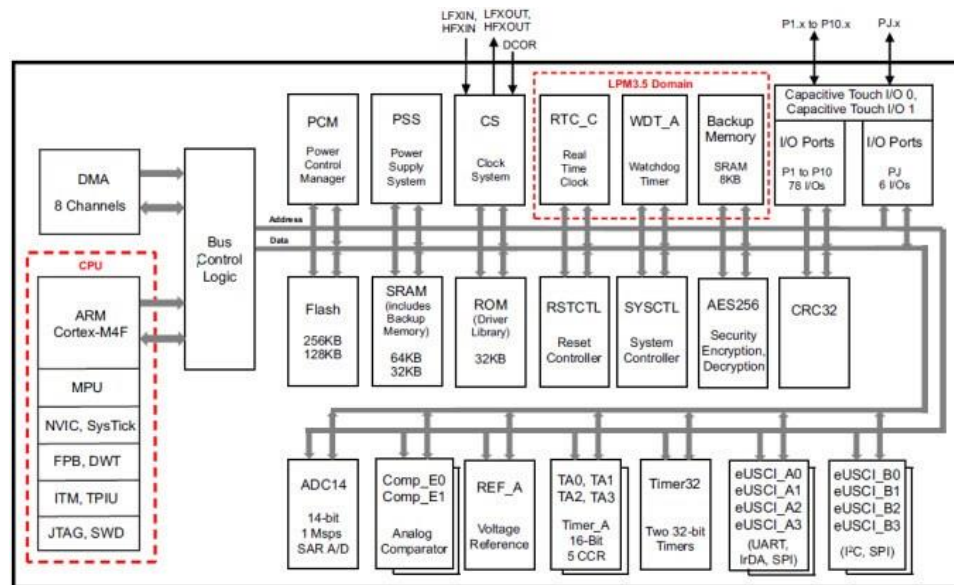 LFXIN,
HFXIN
LFXOUT,
HFXOUT
DCOR
P1.x to P10.x
PJ.x
LPM3.5 Domain
Capacitive Touch I/O 0,
Capacitive Touch I/O 1
PCM
Power
Control
Manager
PSS
Power
Supply
System
CS
Clock
System
RTC_C
Real
Time
Clock
WDT_A
Watchdog
Timer
Backup
Memory
SRAM
8KB
I/O Ports
P1 to P10
78 I/Os
I/O Ports
PJ
6 I/Os
DMA
8 Channels
Bus
Control
Logic
Address
Data
CPU
ARM
Cortex-M4F
MPU
NVIC, SysTick
FPB, DWT
ITM, TPIU
JTAG, SWD
Flash
256KB
128KB
SRAM
(includes
Backup
Memory)
64KB
32KB
ROM
(Driver
Library)
32KB
RSTCTL
Reset
Controller
SYSCTL
System
Controller
AES256
Security
Encryption,
Decryption
CRC32
ADC14
14-bit
1 Msps
SAR A/D
Comp_E0
Comp_E1
Analog
Comparator
REF_A
Voltage
Reference
TA0, TA1
TA2, TA3
Timer_A
16-Bit
5 CCR
Timer32
Two 32-bit
Timers
eUSCI_A0
eUSCI_A1
eUSCI_A2
eUSCI_A3
(UART,
IrDA, SPI)
eUSCI_B0
eUSCI_B1
eUSCI_B2
eUSCI_B3
(I²C, SPI)